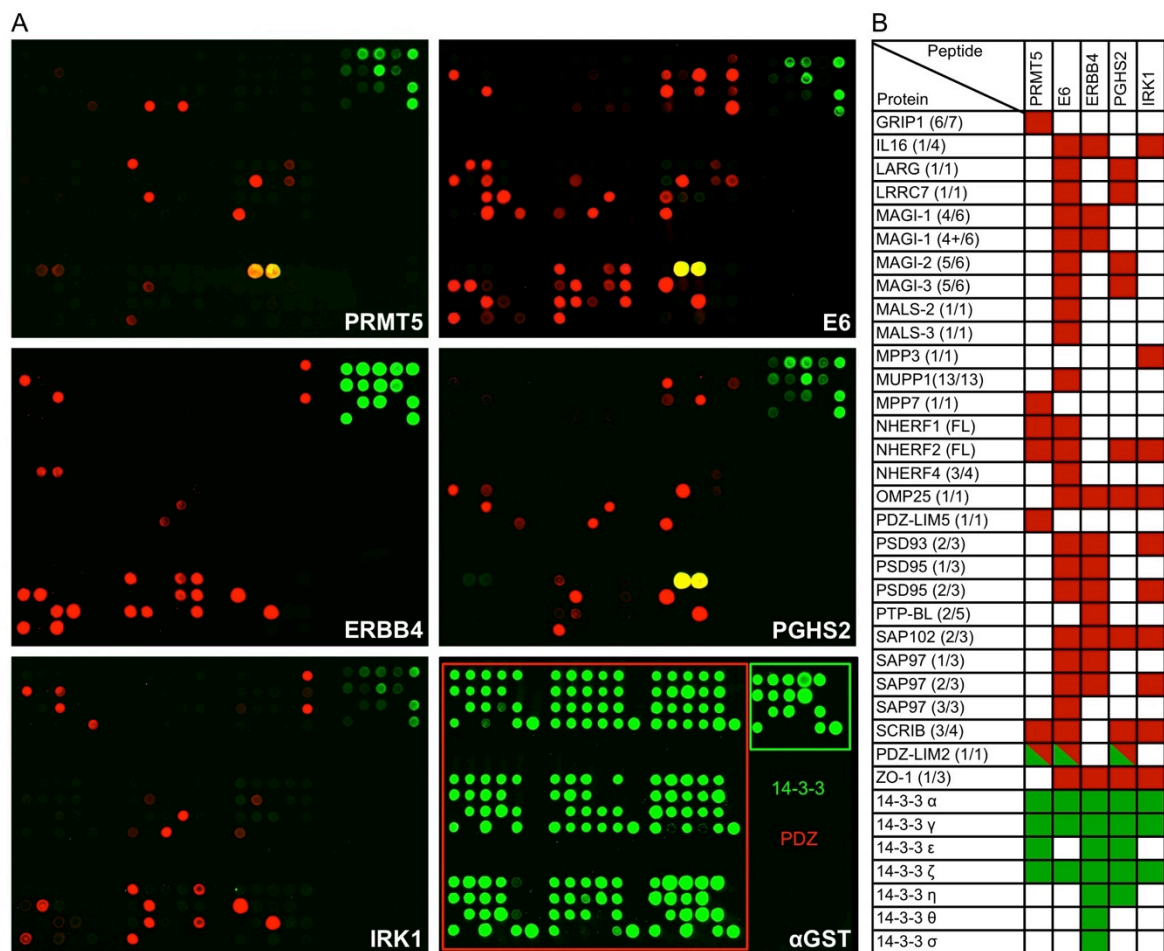 A
PRMT5
E6
ERBB4
PGHS2
IRK1
14-3-3
PDZ
αGST
B
Peptide
Protein
PRMT5
E6
ERBB4
PGHS2
IRK1
GRIP1 (6/7)
IL16 (1/4)
LARG (1/1)
LRRC7 (1/1)
MAGI-1 (4/6)
MAGI-1 (4+/6)
MAGI-2 (5/6)
MAGI-3 (5/6)
MALS-2 (1/1)
MALS-3 (1/1)
MPP3 (1/1)
MUPP1(13/13)
MPP7 (1/1)
NHERF1 (FL)
NHERF2 (FL)
NHERF4 (3/4)
OMP25 (1/1)
PDZ-LIM5 (1/1)
PSD93 (2/3)
PSD95 (1/3)
PSD95 (2/3)
PTP-BL (2/5)
SAP102 (2/3)
SAP97 (1/3)
SAP97 (2/3)
SAP97 (3/3)
SCRIB (3/4)
PDZ-LIM2 (1/1)
ZO-1 (1/3)
14-3-3 α
14-3-3 γ
14-3-3 ε
14-3-3 ζ
14-3-3 η
14-3-3 θ
14-3-3 σ